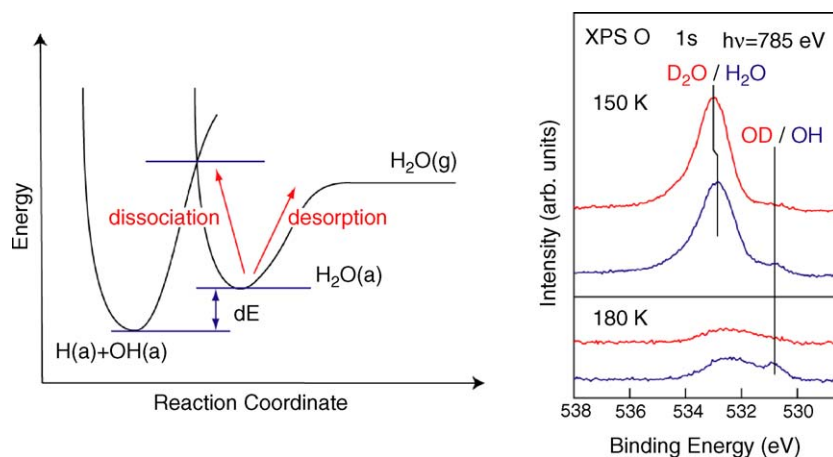 Energy
H₂O(g)
dissociation
desorption
H₂O(a)
dE
H(a)+OH(a)
Reaction Coordinate
XPS O 1s hν=785 eV
D₂O / H₂O
150 K
OD / OH
Intensity (arb. units)
180 K
538 536 534 532 530
Binding Energy (eV)